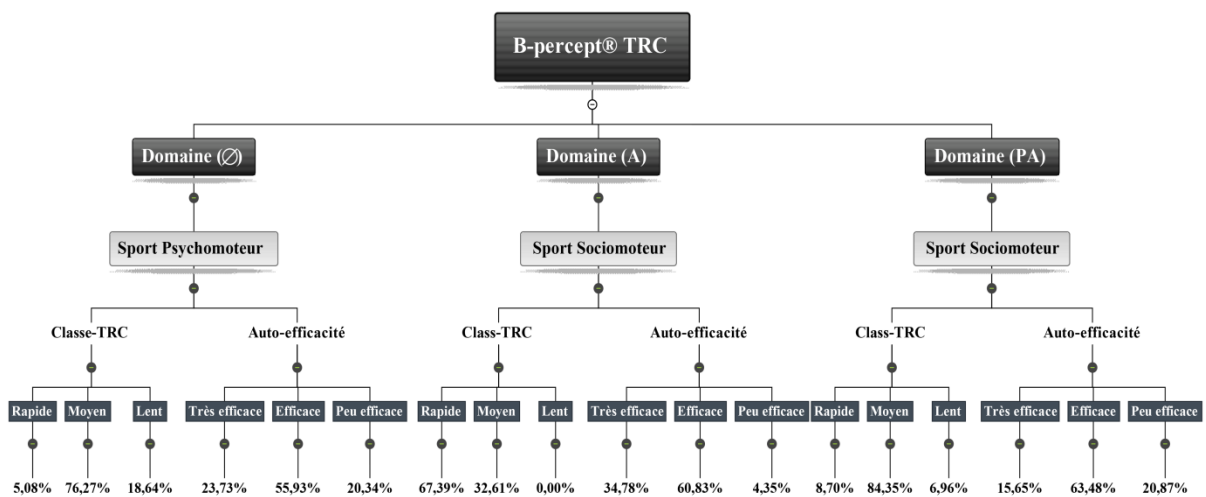 B-percept® TRC
Domaine (∅) Domaine (A) Domaine (PA)
Sport Psychomoteur Sport Sociomoteur Sport Sociomoteur
Classe-TRC Auto-efficacité Class-TRC Auto-efficacité Class-TRC Auto-efficacité
Rapide Moyen Lent Très efficace Efficace Peu efficace Rapide Moyen Lent Très efficace Efficace Peu efficace Rapide Moyen Lent Très efficace Efficace Peu efficace
5,08% 76,27% 18,64% 23,73% 55,93% 20,34% 67,39% 32,61% 0,00% 34,78% 60,83% 4,35% 8,70% 84,35% 6,96% 15,65% 63,48% 20,87%